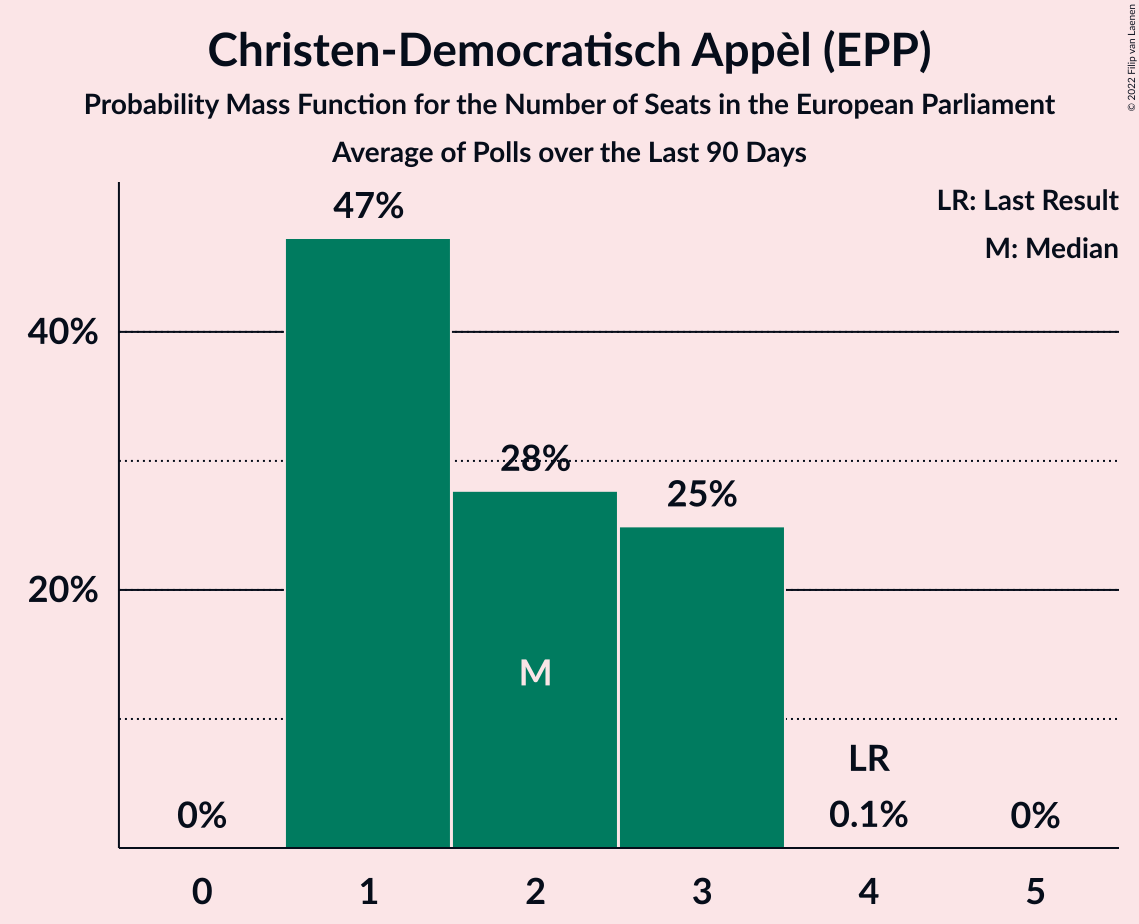 Christen-Democratisch Appèl (EPP)
Probability Mass Function for the Number of Seats in the European Parliament
Average of Polls over the Last 90 Days
© 2022 Filip van Laenen
LR: Last Result
M: Median
47%
40%
28%
25%
20%
M
LR
0%
0.1%
0%
0 1 2 3 4 5